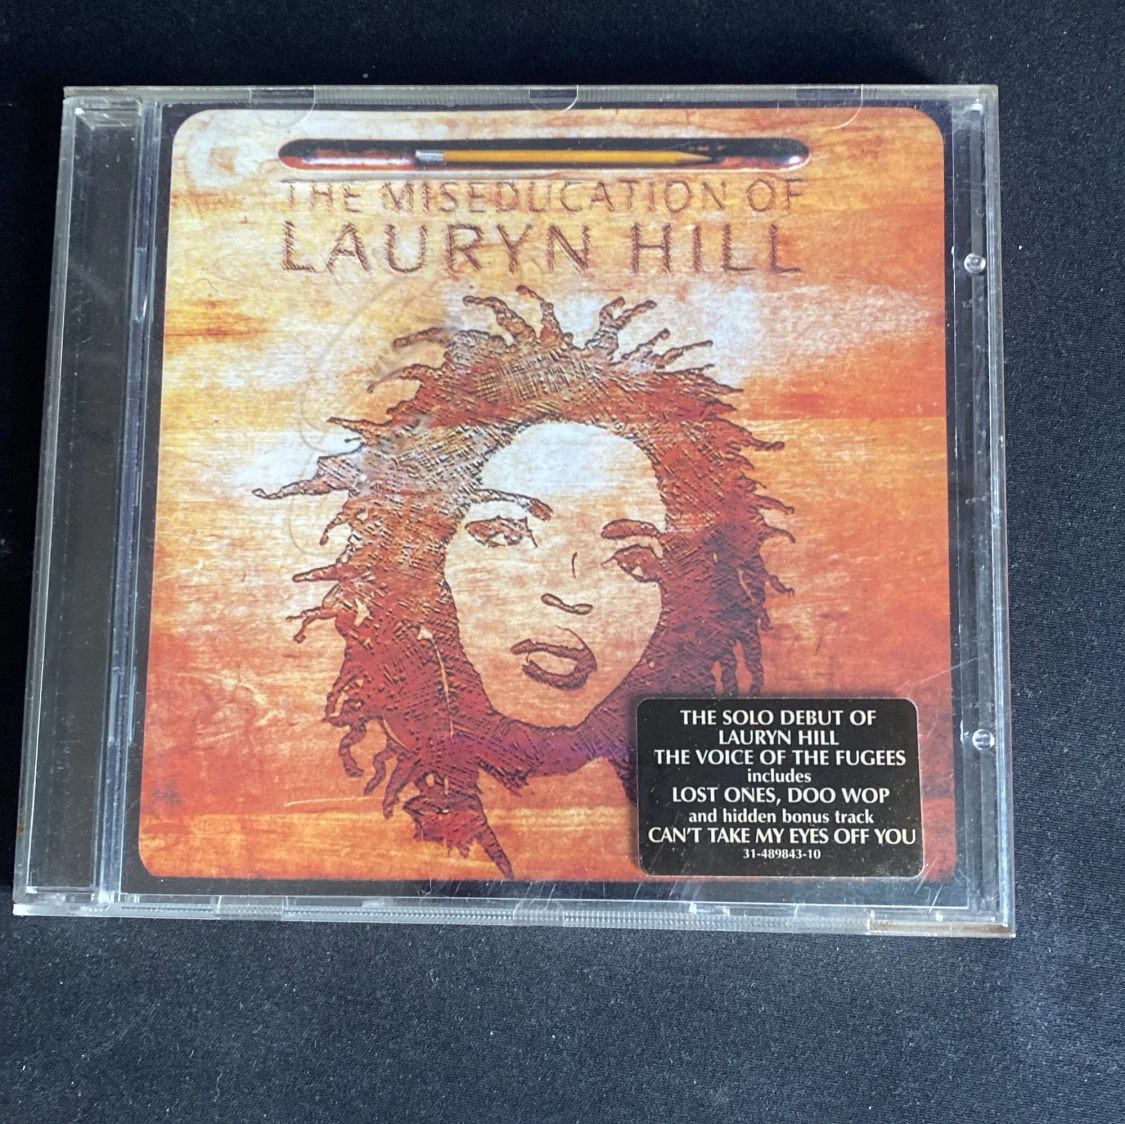 THE MISEDUCATION OF
LAURYN HILL
THE SOLO DEBUT OF
LAURYN HILL
THE VOICE OF THE FUGEES
includes
LOST ONES, DOO WOP
and hidden bonus track
CAN'T TAKE MY EYES OFF YOU
31-489843-10